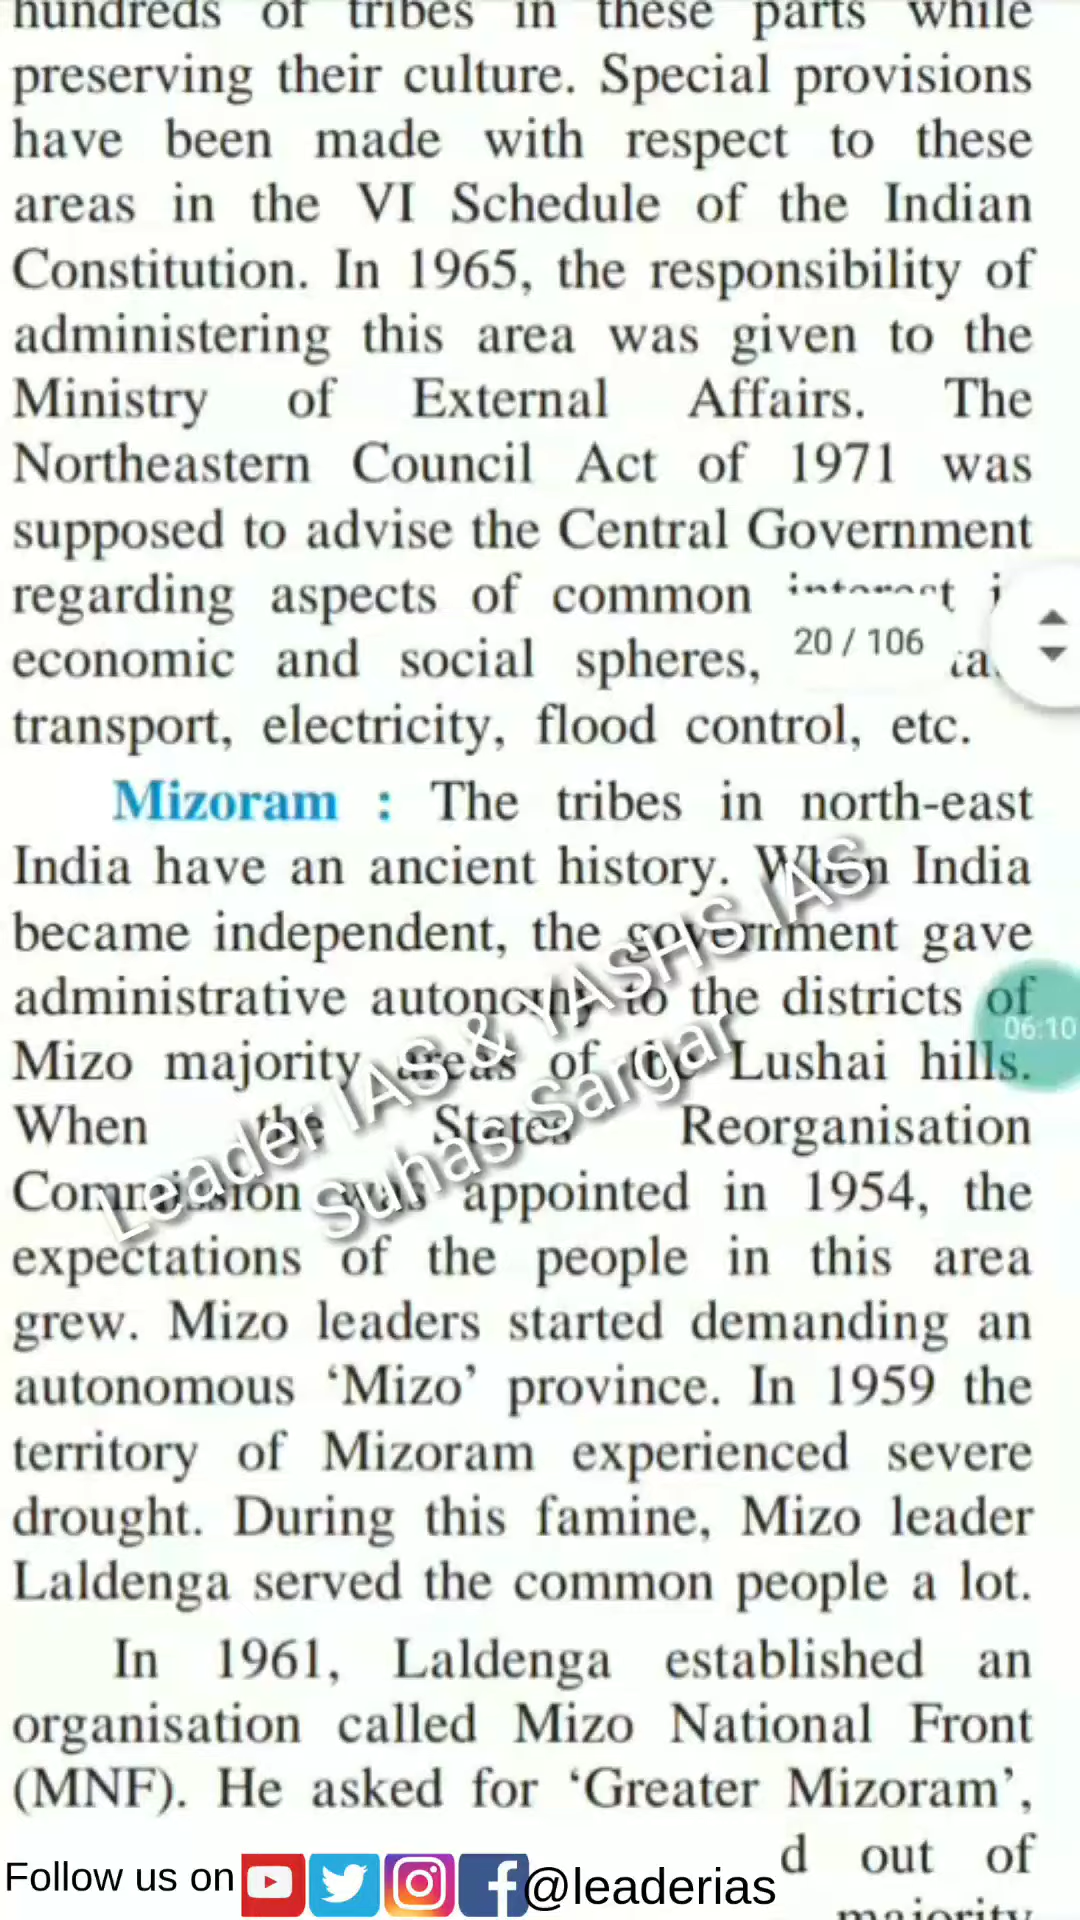 hundreds of tribes in these parts while
preserving their culture. Special provisions
have been made with respect to these
areas in the VI Schedule of the Indian
Constitution. In 1965, the responsibility of
administering this area was given to the
Ministry of External Affairs. The
Northeastern Council Act of 1971 was
supposed to advise the Central Government
regarding aspects of common
economic and social spheres,
20 / 106
transport, electricity, flood control, etc.
Mizoram : The tribes in north-east
India have an ancient history. When India
became independent, the government gave
administrative autonomy to the districts of
06:10
Mizo majority areas of the Lushai hills.
When the States Reorganisation
Commission was appointed in 1954, the
Leader IAS & YASHS IAS
Suhas Sargar
expectations of the people in this area
grew. Mizo leaders started demanding an
autonomous ‘Mizo’ province. In 1959 the
territory of Mizoram experienced severe
drought. During this famine, Mizo leader
Laldenga served the common people a lot.
In 1961, Laldenga established an
organisation called Mizo National Front
(MNF). He asked for ‘Greater Mizoram’,
out of
majority
Follow us on @leaderias